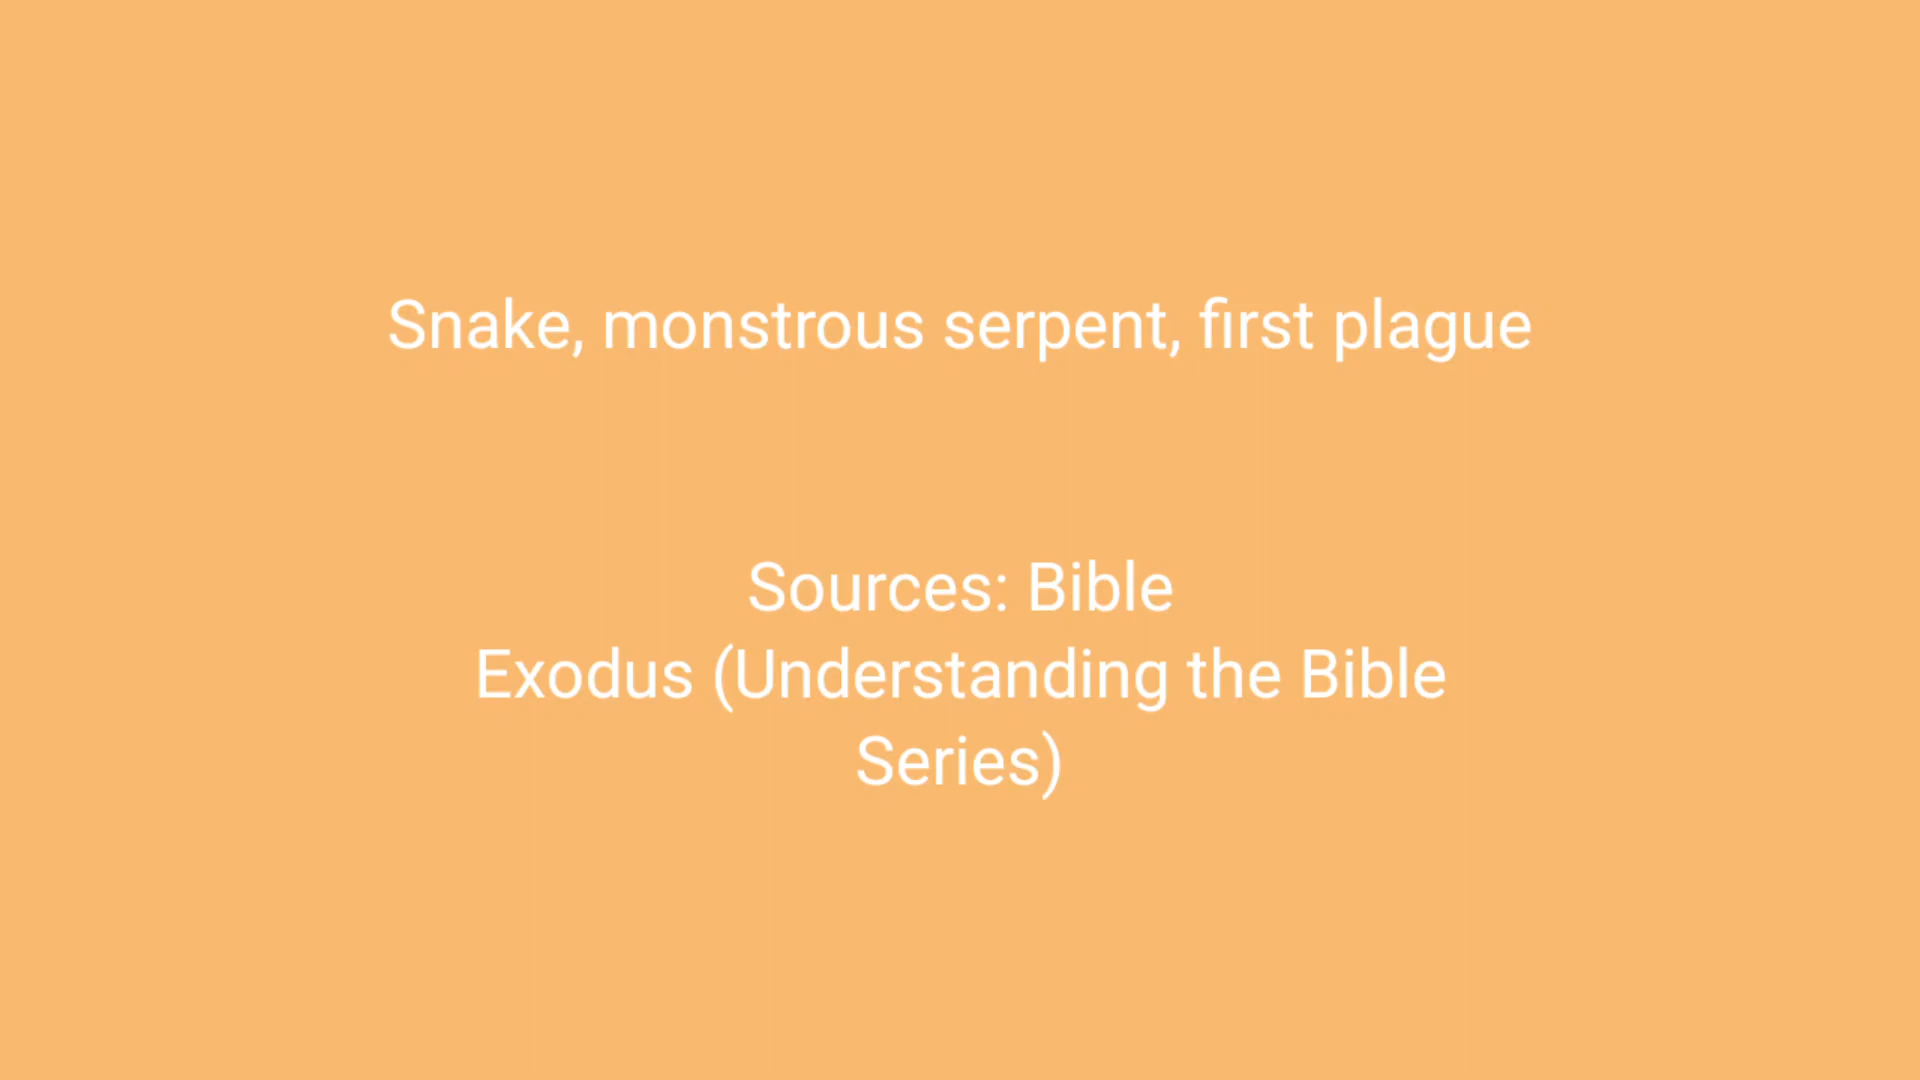 Snake, monstrous serpent, first plague
Sources: Bible
Exodus (Understanding the Bible
Series)